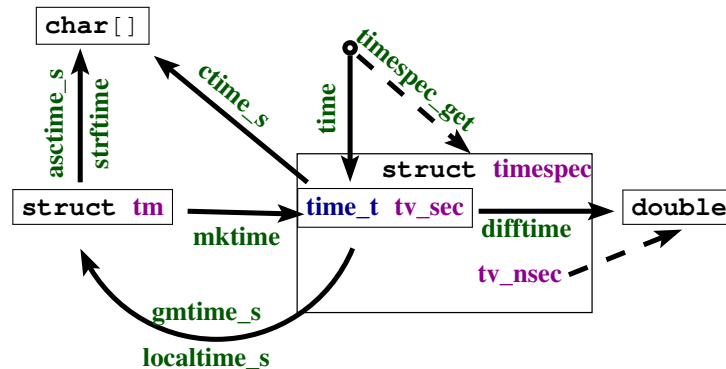 char[]
timespec_get
ctime_s
time
asctime_s
strftime
struct timespec
struct tm
time_t tv_sec
double
mktime
difftime
tv_nsec
gmtime_s
localtime_s